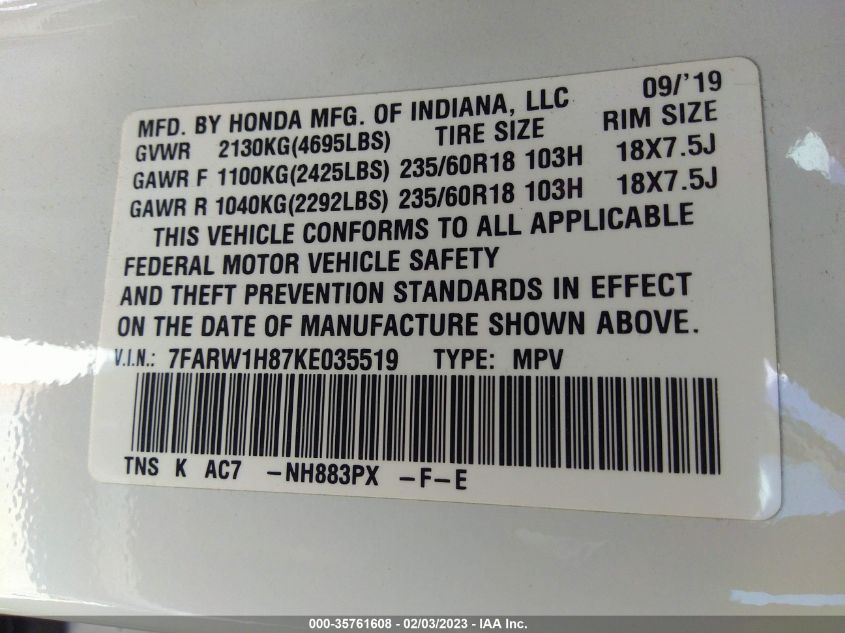 MFD. BY HONDA MFG. OF INDIANA, LLC 09/'19
GVWR 2130KG(4695LBS) TIRE SIZE RIM SIZE
GAWR F 1100KG(2425LBS) 235/60R18 103H 18X7.5J
GAWR R 1040KG(2292LBS) 235/60R18 103H 18X7.5J
THIS VEHICLE CONFORMS TO ALL APPLICABLE
FEDERAL MOTOR VEHICLE SAFETY
AND THEFT PREVENTION STANDARDS IN EFFECT
ON THE DATE OF MANUFACTURE SHOWN ABOVE.
V.I.N.: 7FARW1H87KE035519 TYPE: MPV
TNS K AC7 -NH883PX -F-E
000-35761608 - 02/03/2023 - IAA Inc.